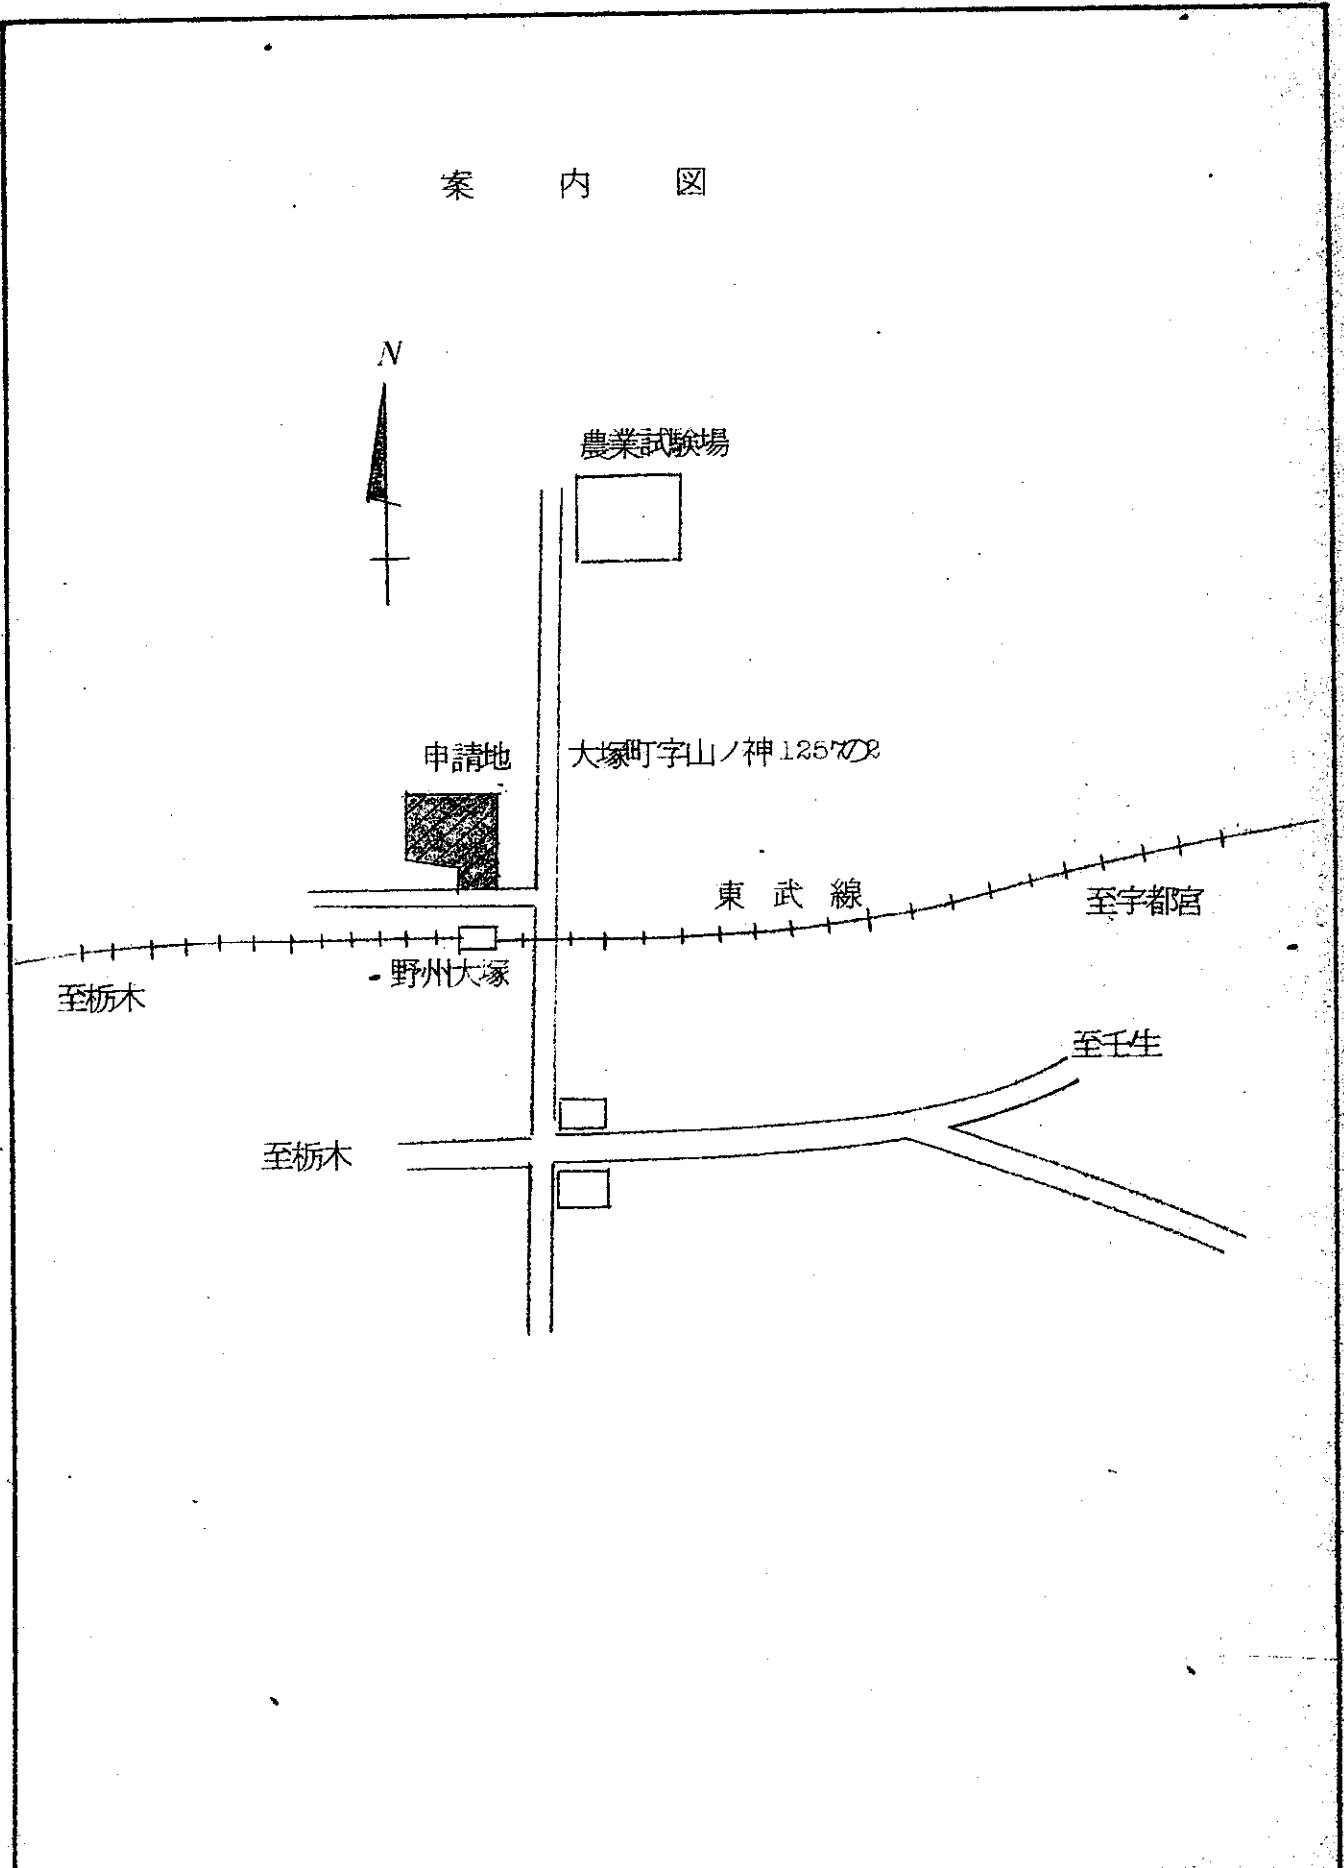 案 内 図
N
農業試験場
申請地
大塚町字山ノ神1257の2
東 武 線
至宇都宮
野州大塚
至栃木
至壬生
至栃木